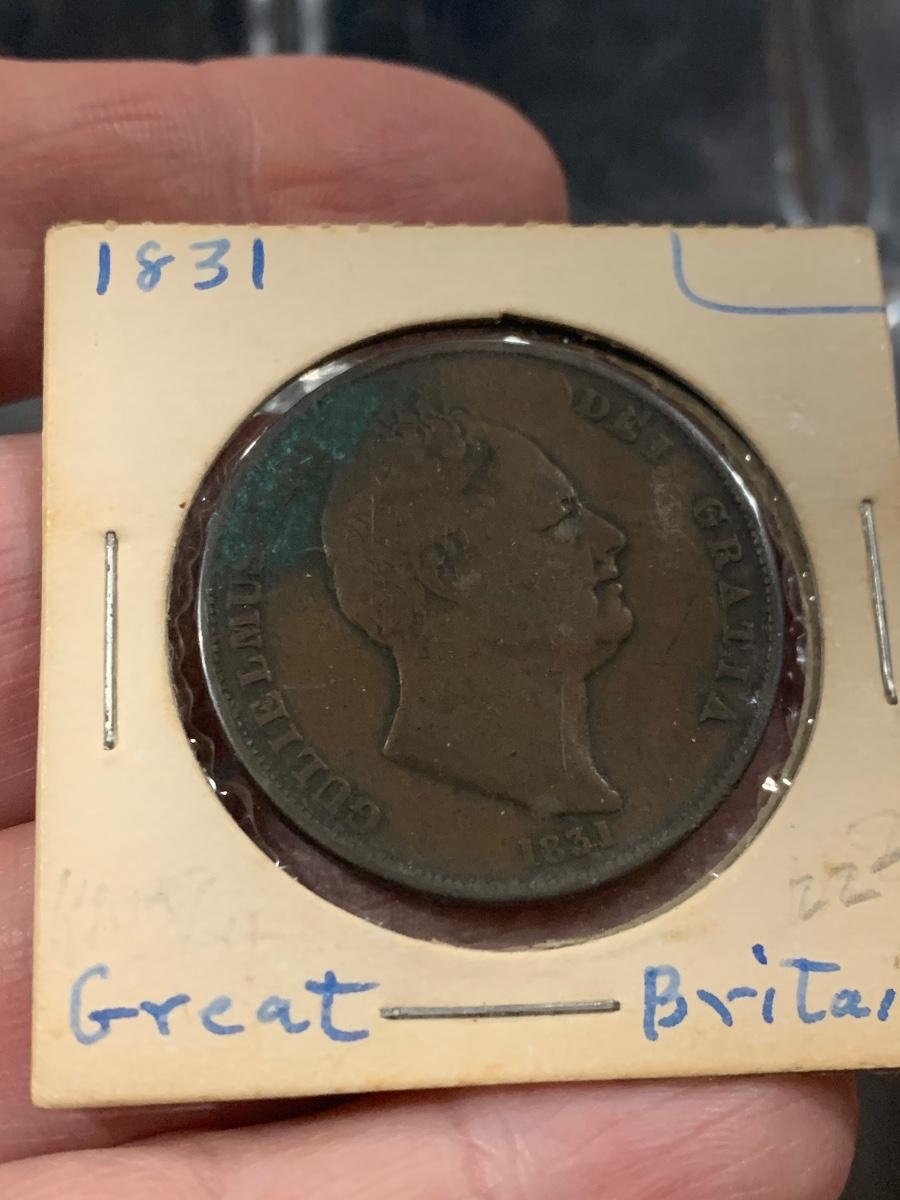 1831
GULIELMUS DEI GRATIA
1831
Great Britai